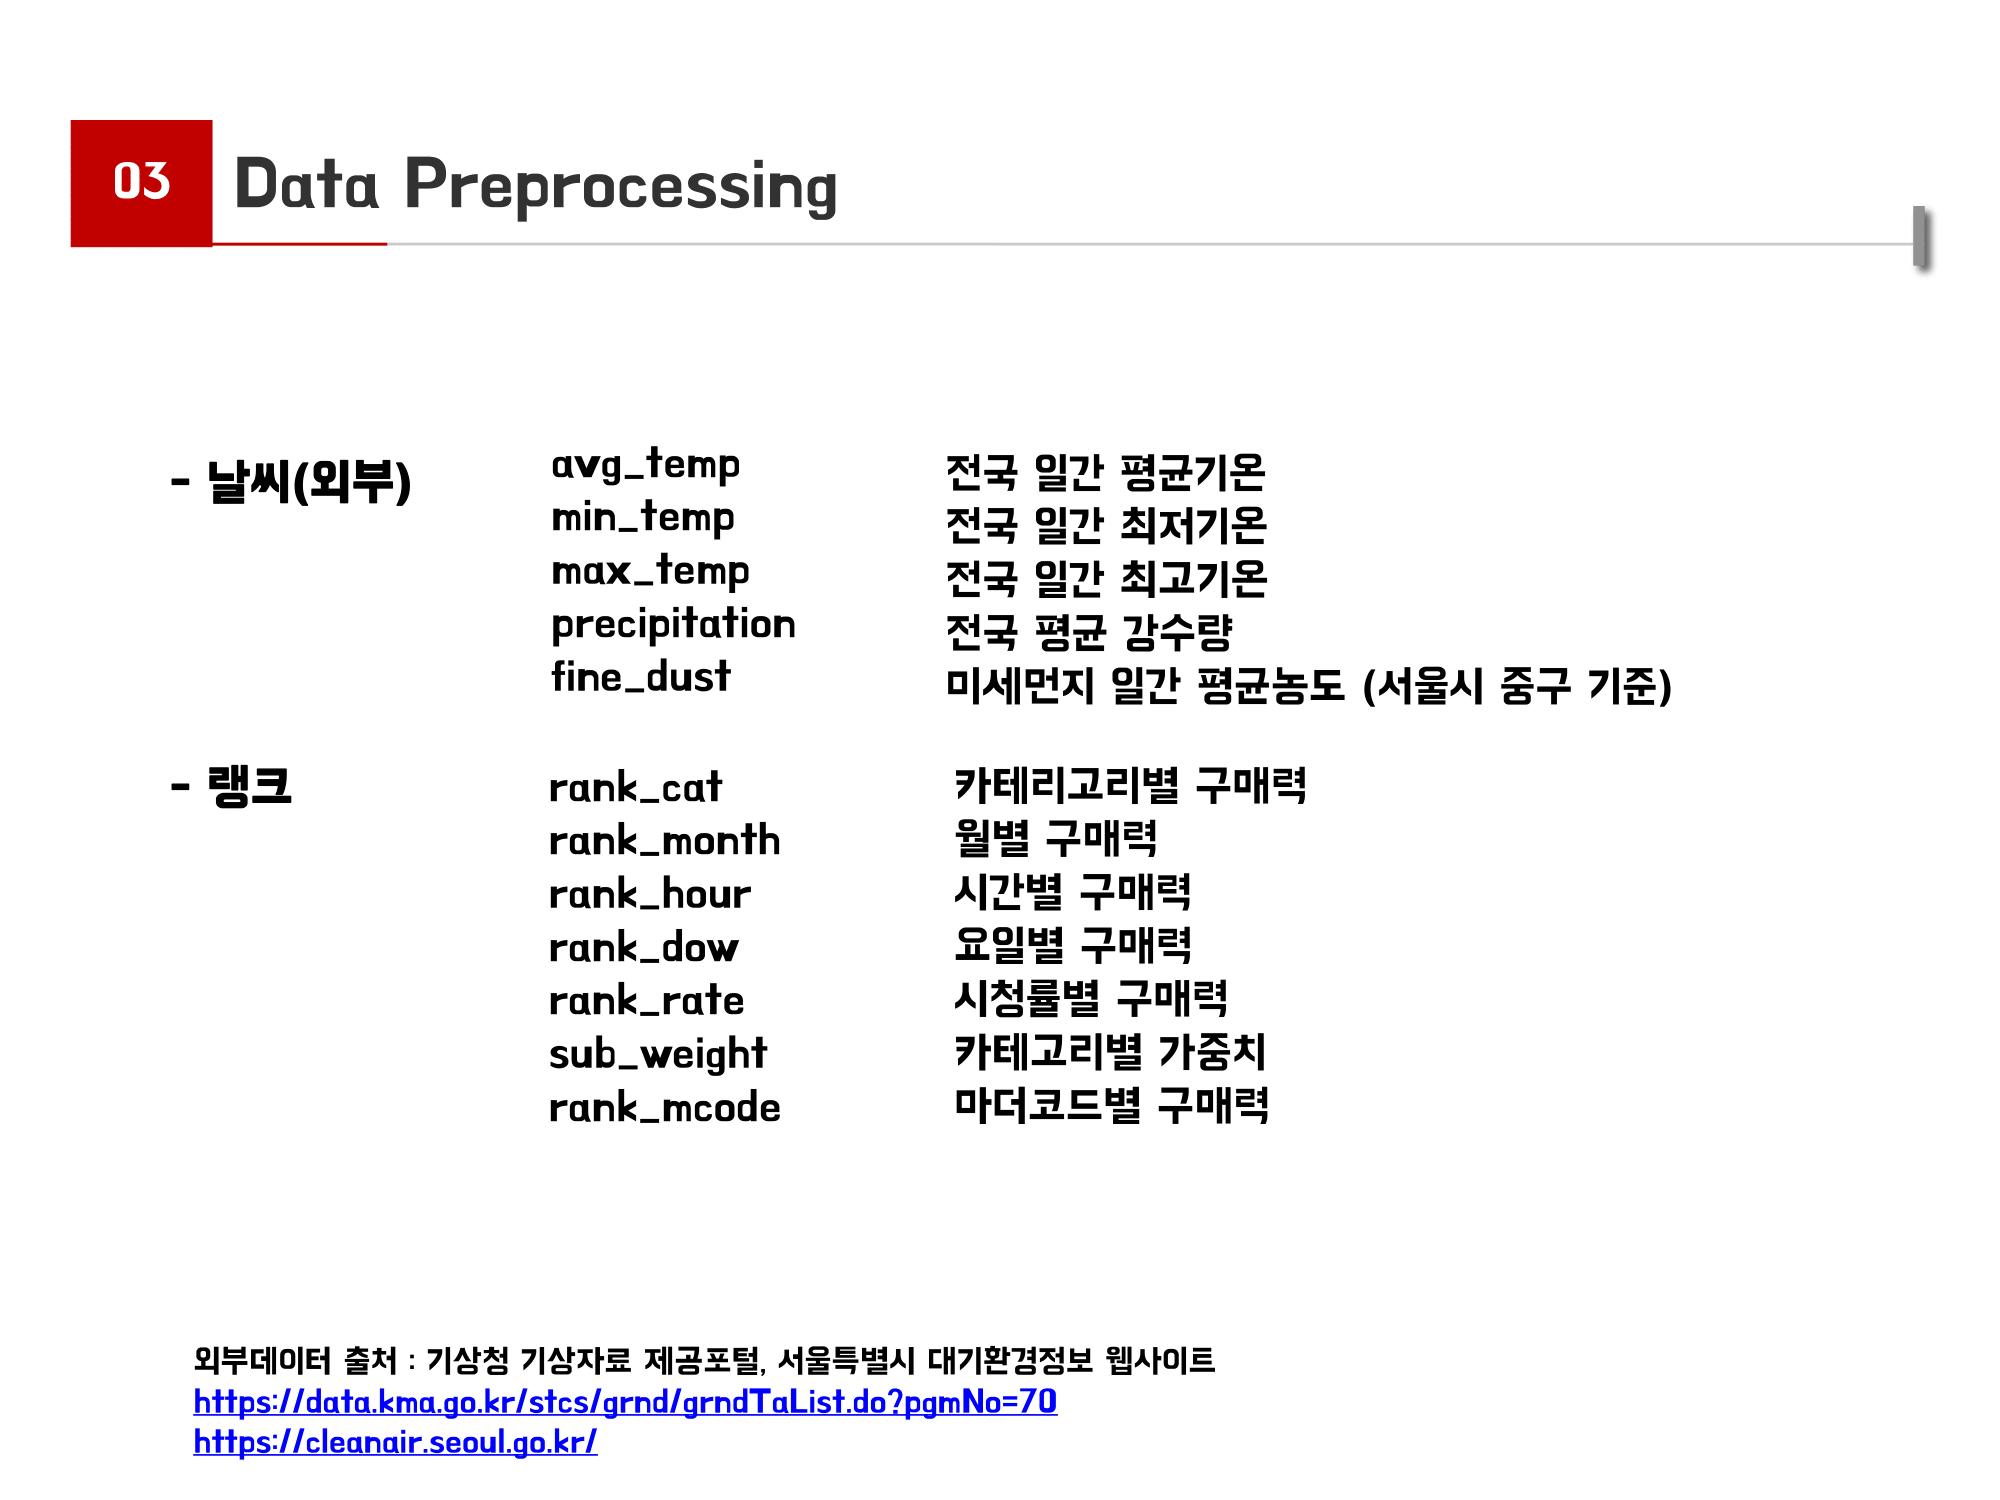 03 Data Preprocessing
- 날씨(외부) avg_temp 전국 일간 평균기온
min_temp 전국 일간 최저기온
max_temp 전국 일간 최고기온
precipitation 전국 평균 강수량
fine_dust 미세먼지 일간 평균농도 (서울시 중구 기준)
- 랭크 rank_cat 카테리고리별 구매력
rank_month 월별 구매력
rank_hour 시간별 구매력
rank_dow 요일별 구매력
rank_rate 시청률별 구매력
sub_weight 카테고리별 가중치
rank_mcode 마더코드별 구매력
외부데이터 출처 : 기상청 기상자료 제공포털, 서울특별시 대기환경정보 웹사이트
https://data.kma.go.kr/stcs/grnd/grndTaList.do?pgmNo=70
https://cleanair.seoul.go.kr/